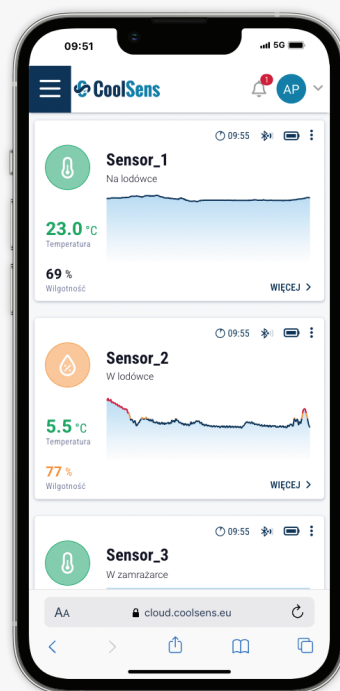 09:51
5G
CoolSens
1
AP
09:55
Sensor_1
Na lodówce
23.0 °C
Temperatura
69 %
Wilgotność
WIĘCEJ >
09:55
Sensor_2
W lodówce
5.5 °C
Temperatura
77 %
Wilgotność
WIĘCEJ >
09:55
Sensor_3
W zamrażarce
AA
cloud.coolsens.eu